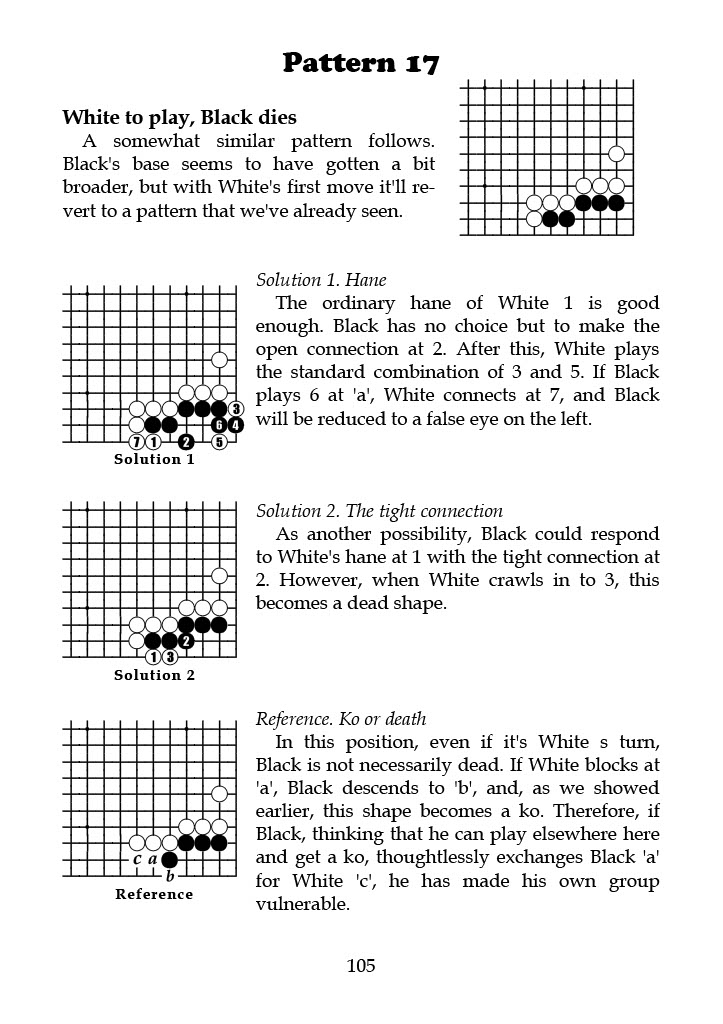 Pattern 17
White to play, Black dies
A somewhat similar pattern follows.
Black's base seems to have gotten a bit
broader, but with White's first move it'll re-
vert to a pattern that we've already seen.
Solution 1. Hane
The ordinary hane of White 1 is good
enough. Black has no choice but to make the
open connection at 2. After this, White plays
the standard combination of 3 and 5. If Black
plays 6 at 'a', White connects at 7, and Black
will be reduced to a false eye on the left.
3
6 4
7 1 2 5
Solution 1
Solution 2. The tight connection
As another possibility, Black could respond
to White's hane at 1 with the tight connection at
2. However, when White crawls in to 3, this
becomes a dead shape.
2
1 3
Solution 2
Reference. Ko or death
In this position, even if it's White s turn,
Black is not necessarily dead. If White blocks at
'a', Black descends to 'b', and, as we showed
earlier, this shape becomes a ko. Therefore, if
Black, thinking that he can play elsewhere here
and get a ko, thoughtlessly exchanges Black 'a'
for White 'c', he has made his own group
vulnerable.
c a
b
Reference
105